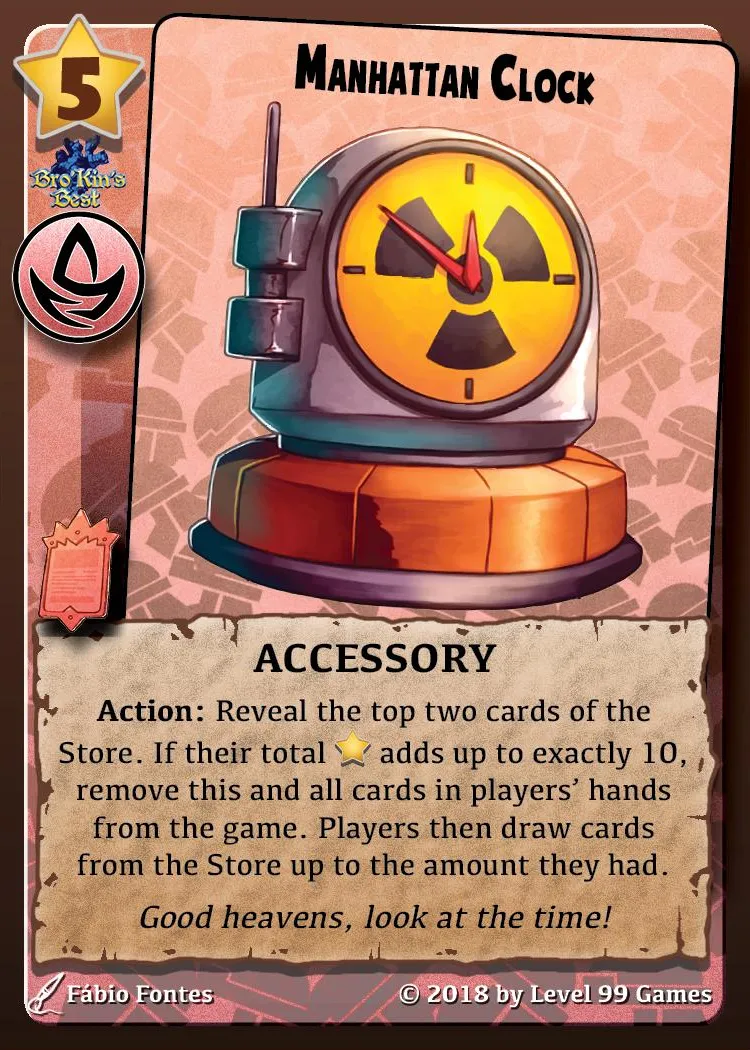 5
Manhattan Clock
Bro'Kin's
Best
ACCESSORY
Action: Reveal the top two cards of the
Store. If their total adds up to exactly 10,
remove this and all cards in players' hands
from the game. Players then draw cards
from the Store up to the amount they had.
Good heavens, look at the time!
Fábio Fontes
© 2018 by Level 99 Games